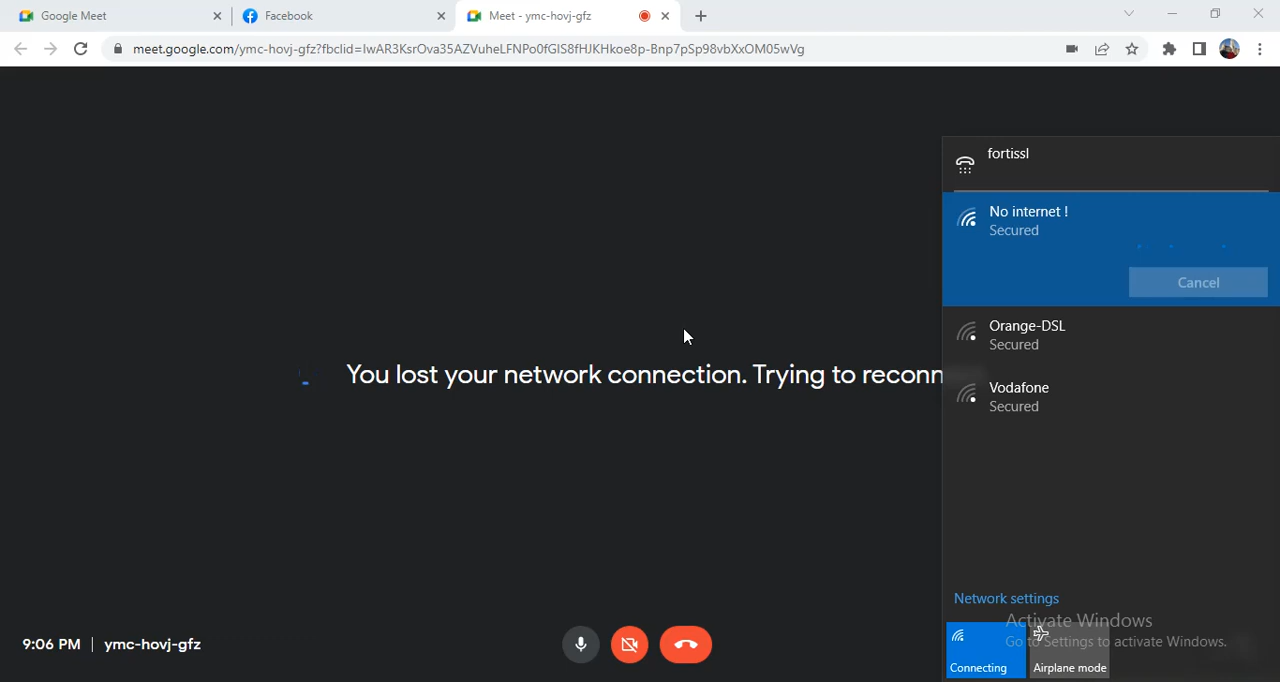 Google Meet
Facebook
Meet - ymc-hovj-gfz
meet.google.com/ymc-hovj-gfz?fbclid=IwAR3KsrOva35AZVuheLFNPo0fGIS8fHJKHkoe8p-Bnp7pSp98vbXxOM05wVg
fortissl
No internet !
Secured
Cancel
Orange-DSL
Secured
You lost your network connection. Trying to reconn
Vodafone
Secured
Network settings
Activate Windows
Go to Settings to activate Windows.
9:06 PM | ymc-hovj-gfz
Connecting
Airplane mode